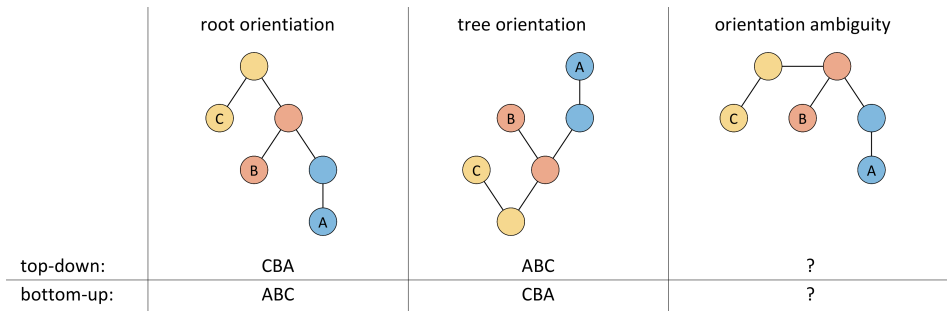 root orientiation tree orientation orientation ambiguity
A
C B B C B
C
B A
A
top-down: CBA ABC ?
bottom-up: ABC CBA ?